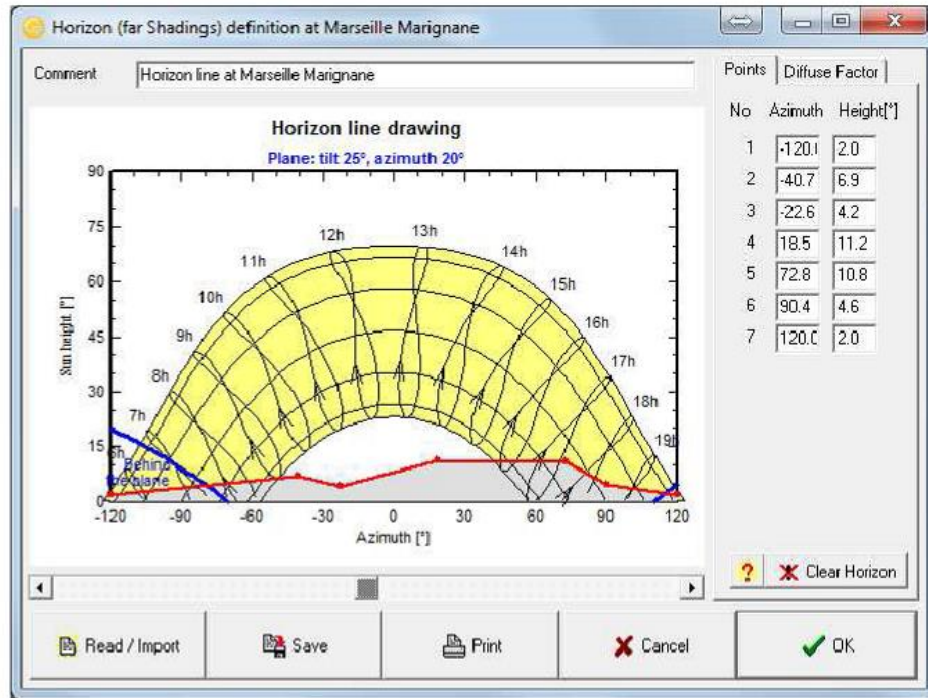 Horizon (far Shadings) definition at Marseille Marignane
Comment Horizon line at Marseille Marignane
Points Diffuse Factor
No Azimuth Height[°]
1 -120.0 2.0
2 -40.7 6.9
3 -22.6 4.2
4 18.5 11.2
5 72.8 10.8
6 90.4 4.6
7 120.0 2.0
Horizon line drawing
Plane: tilt 25°, azimuth 20°
Sun height [°]
90
75
60
45
30
15
0
6h
7h
8h
9h
10h
11h
12h
13h
14h
15h
16h
17h
18h
19h
Behind
the plane
-120 -90 -60 -30 0 30 60 90 120
Azimuth [°]
? Clear Horizon
Read / Import Save Print Cancel OK